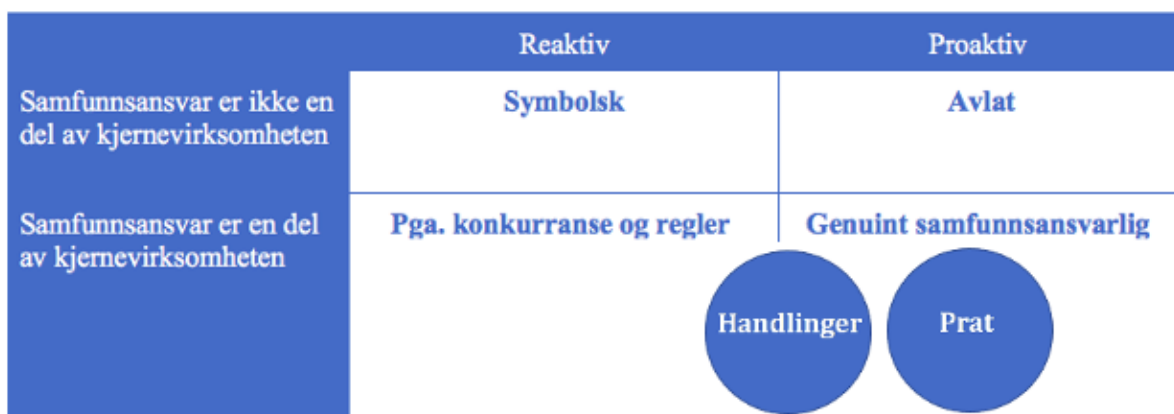 Reaktiv Proaktiv
Samfunnsansvar er ikke en
del av kjernevirksomheten
Symbolsk Avlat
Samfunnsansvar er en del
av kjernevirksomheten
Pga. konkurranse og regler Genuint samfunnsansvarlig
Handlinger Prat